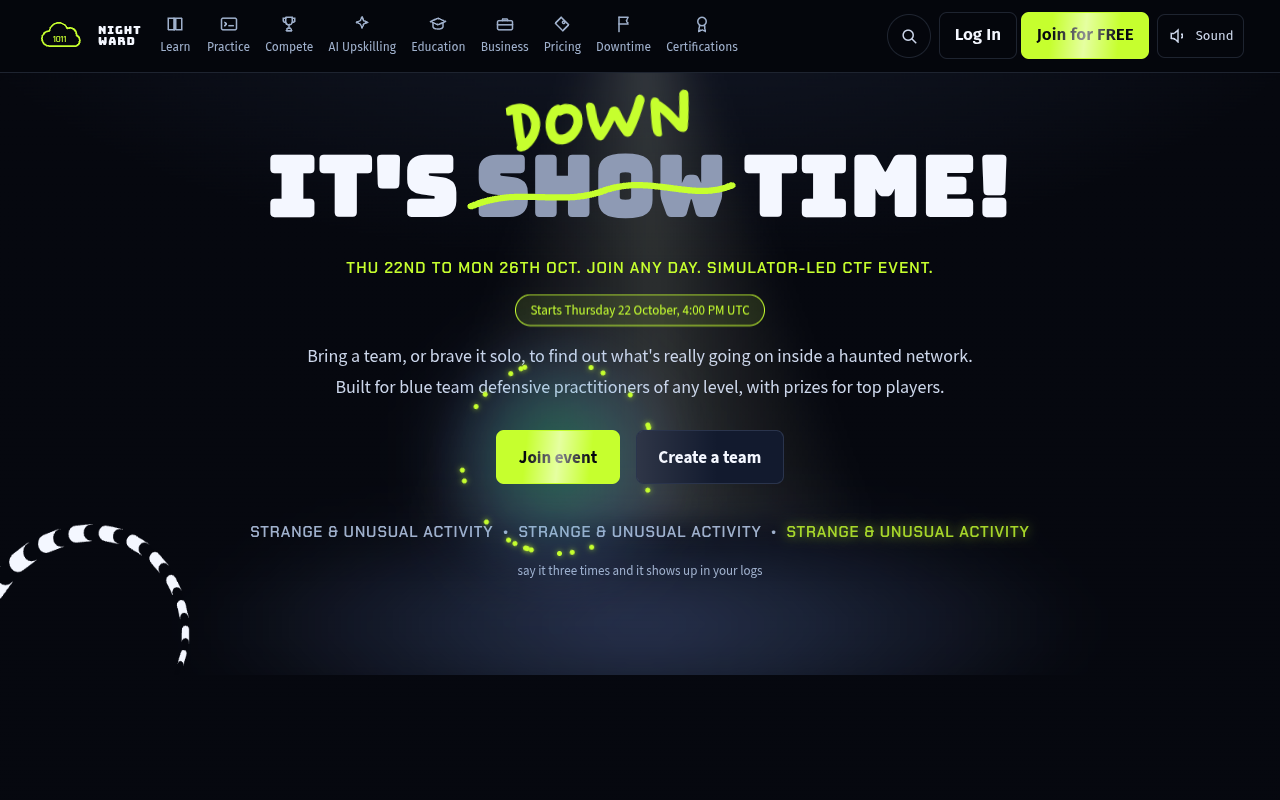 1011
NIGHT
WARD
Learn
Practice
Compete
AI Upskilling
Education
Business
Pricing
Downtime
Certifications
Log In
Join for FREE
Sound
DOWN
IT'S SHOW TIME!
THU 22ND TO MON 26TH OCT. JOIN ANY DAY. SIMULATOR-LED CTF EVENT.
Starts Thursday 22 October, 4:00 PM UTC
Bring a team, or brave it solo, to find out what's really going on inside a haunted network.
Built for blue team defensive practitioners of any level, with prizes for top players.
Join event
Create a team
STRANGE & UNUSUAL ACTIVITY • STRANGE & UNUSUAL ACTIVITY • STRANGE & UNUSUAL ACTIVITY
say it three times and it shows up in your logs